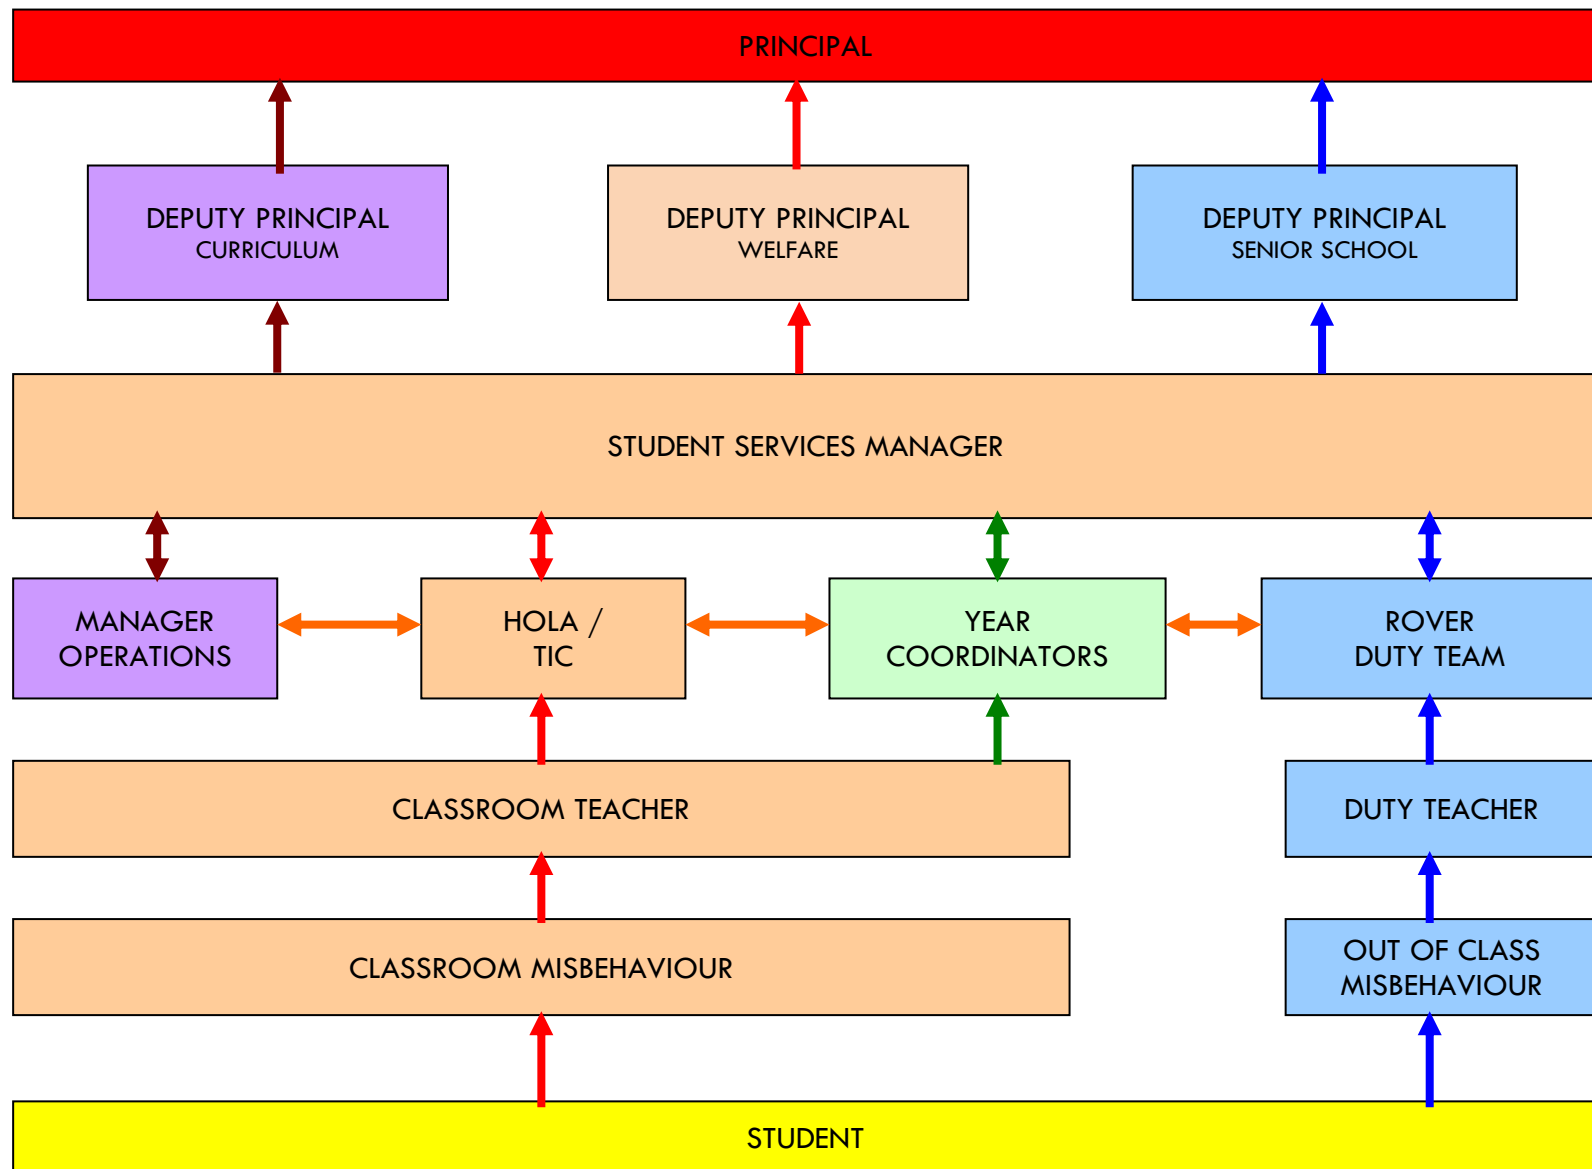 PRINCIPAL
DEPUTY PRINCIPAL
CURRICULUM
DEPUTY PRINCIPAL
WELFARE
DEPUTY PRINCIPAL
SENIOR SCHOOL
STUDENT SERVICES MANAGER
MANAGER
OPERATIONS
HOLA /
TIC
YEAR
COORDINATORS
ROVER
DUTY TEAM
CLASSROOM TEACHER
DUTY TEACHER
CLASSROOM MISBEHAVIOUR
OUT OF CLASS
MISBEHAVIOUR
STUDENT